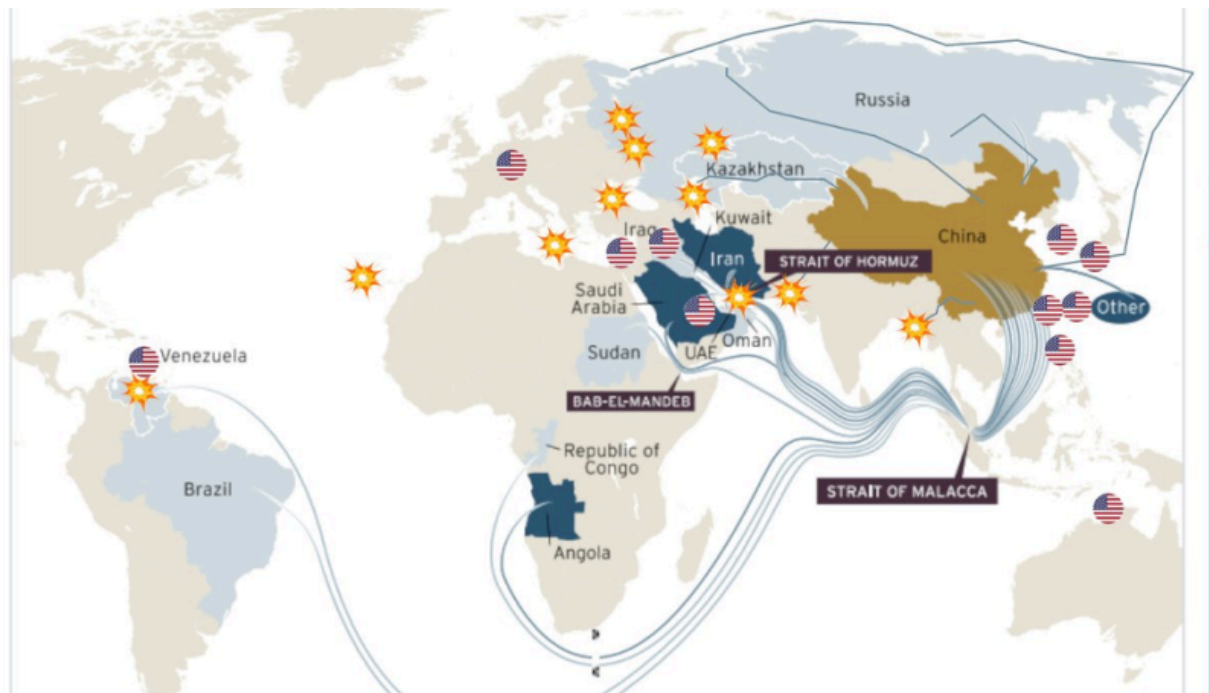 Russia
Kazakhstan
Kuwait
Iraq
Iran
China
STRAIT OF HORMUZ
Saudi
Arabia
Other
Oman
UAE
Sudan
Venezuela
BAB-EL-MANDEB
Republic of
Congo
Brazil
STRAIT OF MALACCA
Angola